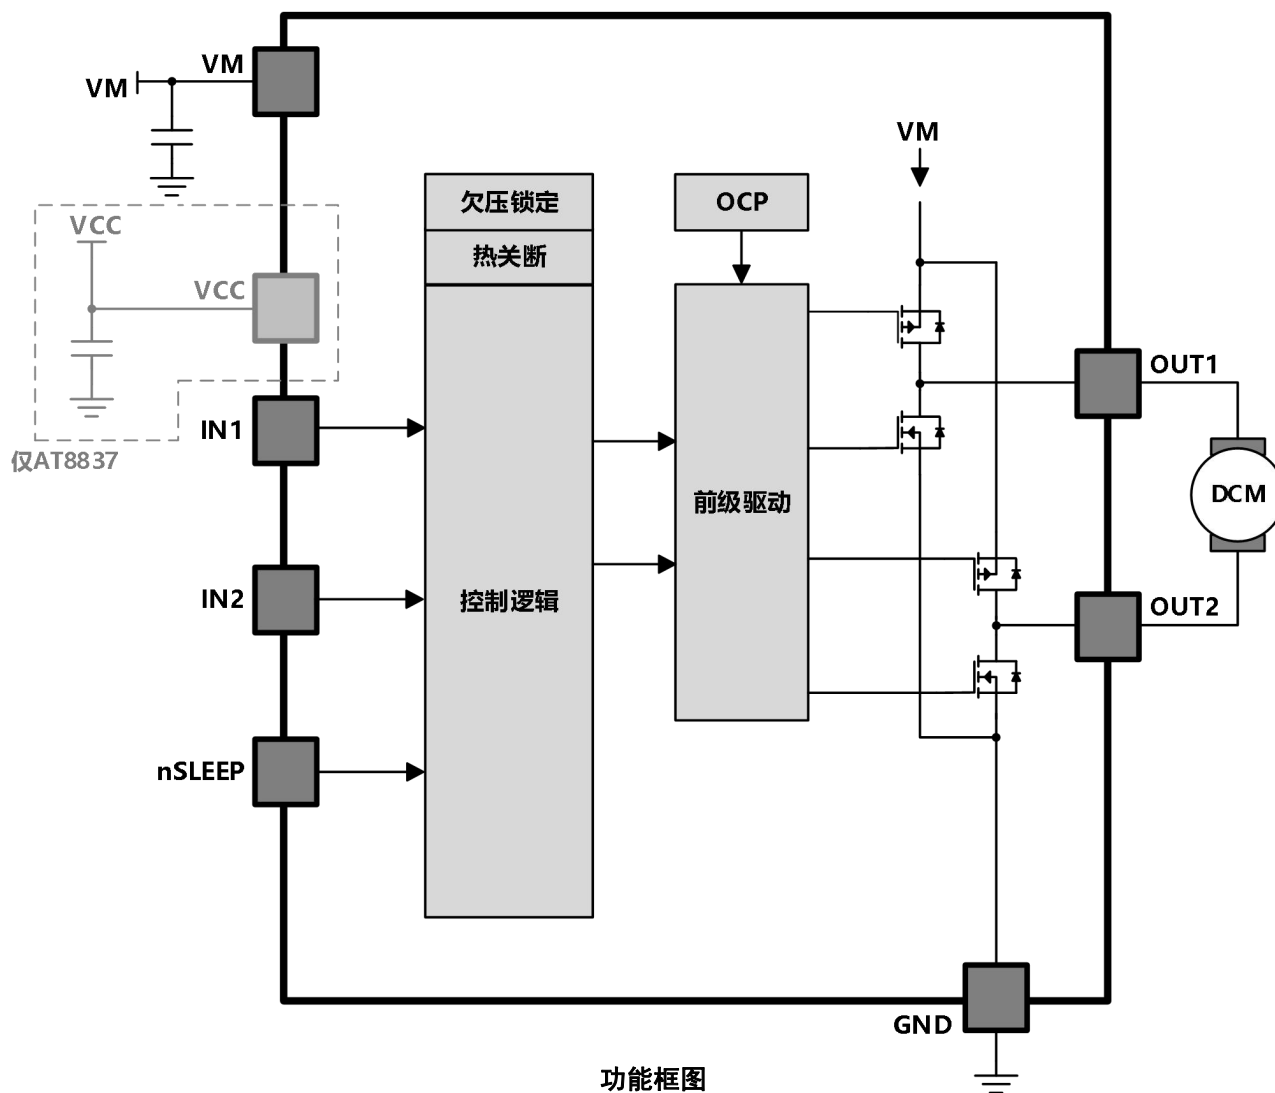 VM
VM
VM
欠压锁定
OCP
VCC
热关断
VCC
OUT1
IN1
仅AT8837
DCM
前级驱动
IN2
控制逻辑
OUT2
nSLEEP
GND
功能框图